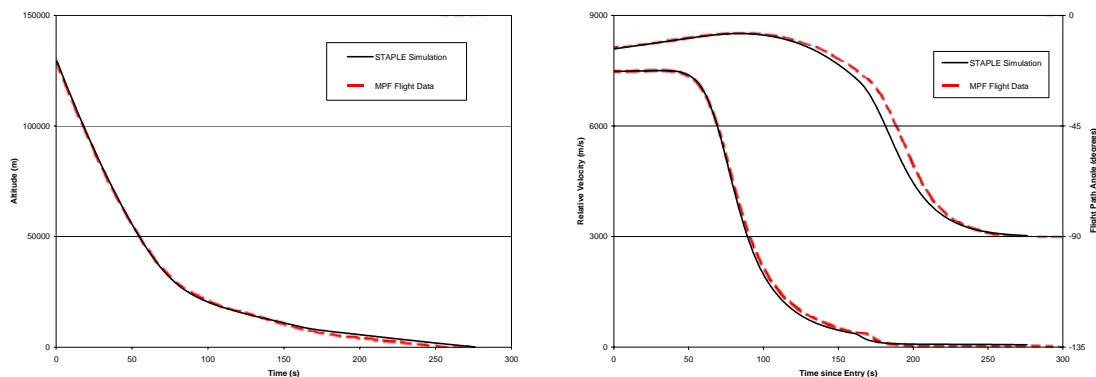 150000
100000
50000
0
Altitude (m)
0 50 100 150 200 250 300
Time (s)
STAPLE Simulation
MPF Flight Data
9000
6000
3000
0
Relative Velocity (m/s)
0 50 100 150 200 250 300
Time since Entry (s)
STAPLE Simulation
MPF Flight Data
0
-45
-90
-135
Flight Path Angle (degrees)